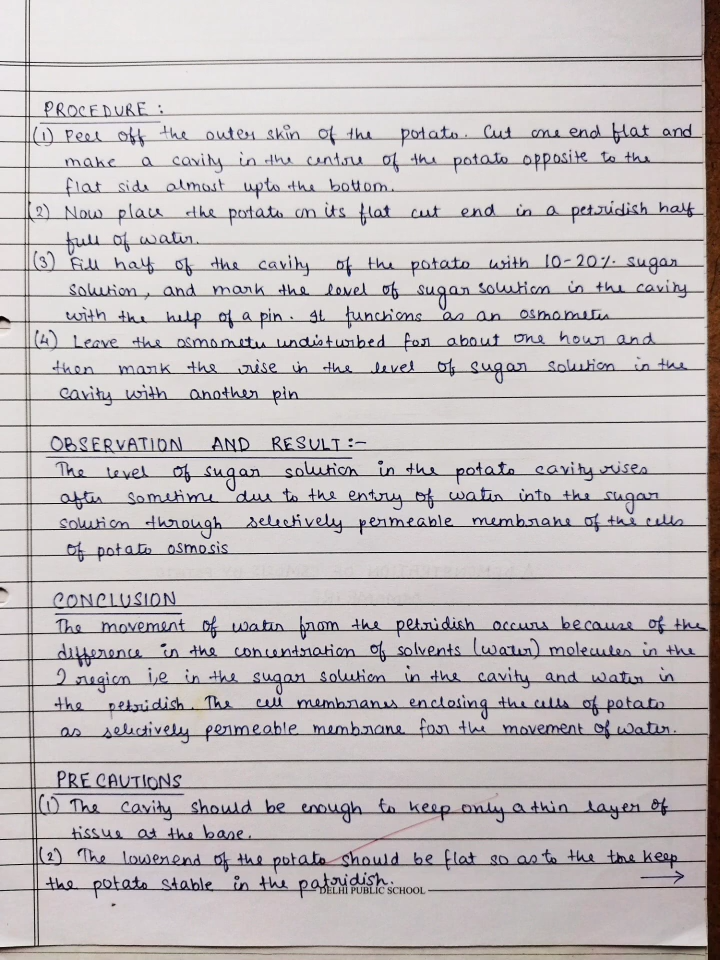 PROCEDURE :
(1) Peel off the outer skin of the potato. Cut one end flat and
make a cavity in the centre of the potato opposite to the
flat side almost upto the bottom.
(2) Now place the potato on its flat cut end in a petridish half
full of water.
(3) Fill half of the cavity of the potato with 10-20% sugar
solution, and mark the level of sugar solution in the cavity
with the help of a pin. It functions as an osmometer
(4) Leave the osmometer undisturbed for about one hour and
then mark the rise in the level of sugar solution in the
cavity with another pin
OBSERVATION AND RESULT :-
The level of sugar solution in the potato cavity rises
after sometime due to the entry of water into the sugar
solution through selectively permeable membrane of the cells
of potato osmosis
CONCLUSION
The movement of water from the petridish occurs because of the
difference in the concentration of solvents (water) molecules in the
2 region i,e in the sugar solution in the cavity and water in
the petridish. The cell membranes enclosing the cells of potato
as selectively permeable membrane for the movement of water.
PRECAUTIONS
(1) The cavity should be enough to keep only a thin layer of
tissue at the base.
(2) The lowerend of the potato should be flat so as to the the keep
the potato stable in the patridish.
DELHI PUBLIC SCHOOL